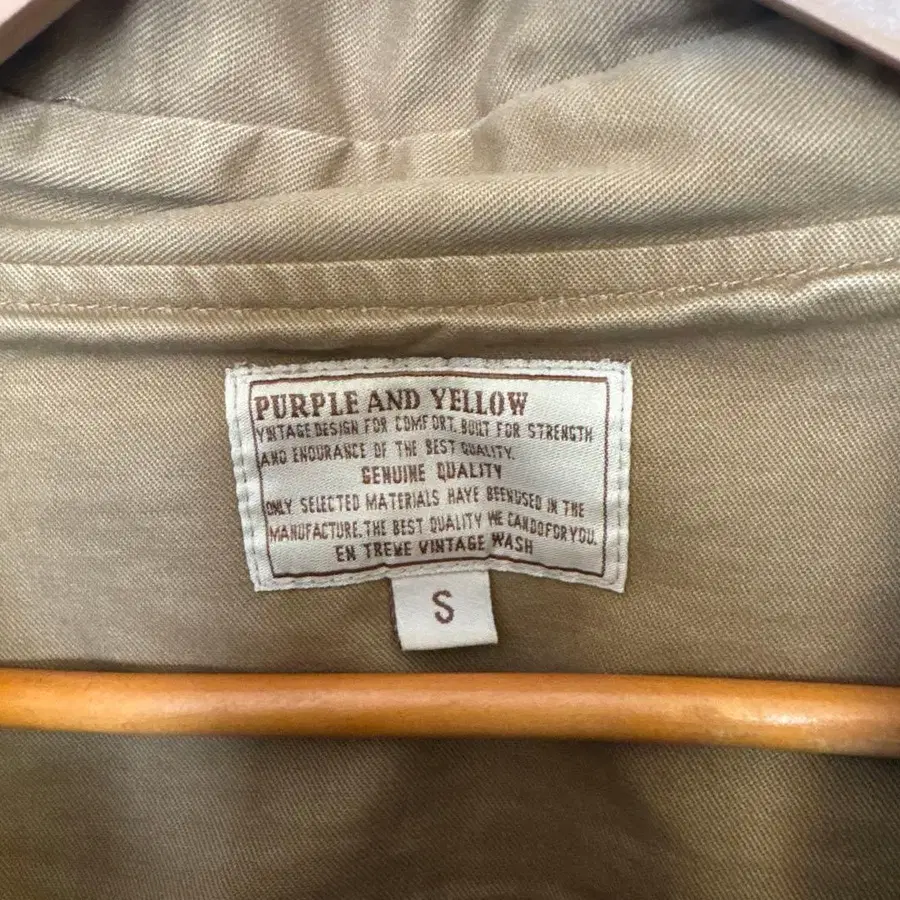 PURPLE AND YELLOW
VINTAGE DESIGN FOR COMFORT. BUILT FOR STRENGTH
AND ENDURANCE OF THE BEST QUALITY.
GENUINE QUALITY
ONLY SELECTED MATERIALS HAVE BEENUSED IN THE
MANUFACTURE.THE BEST QUALITY WE CANDOFORYOU.
EN TREME VINTAGE WASH
S